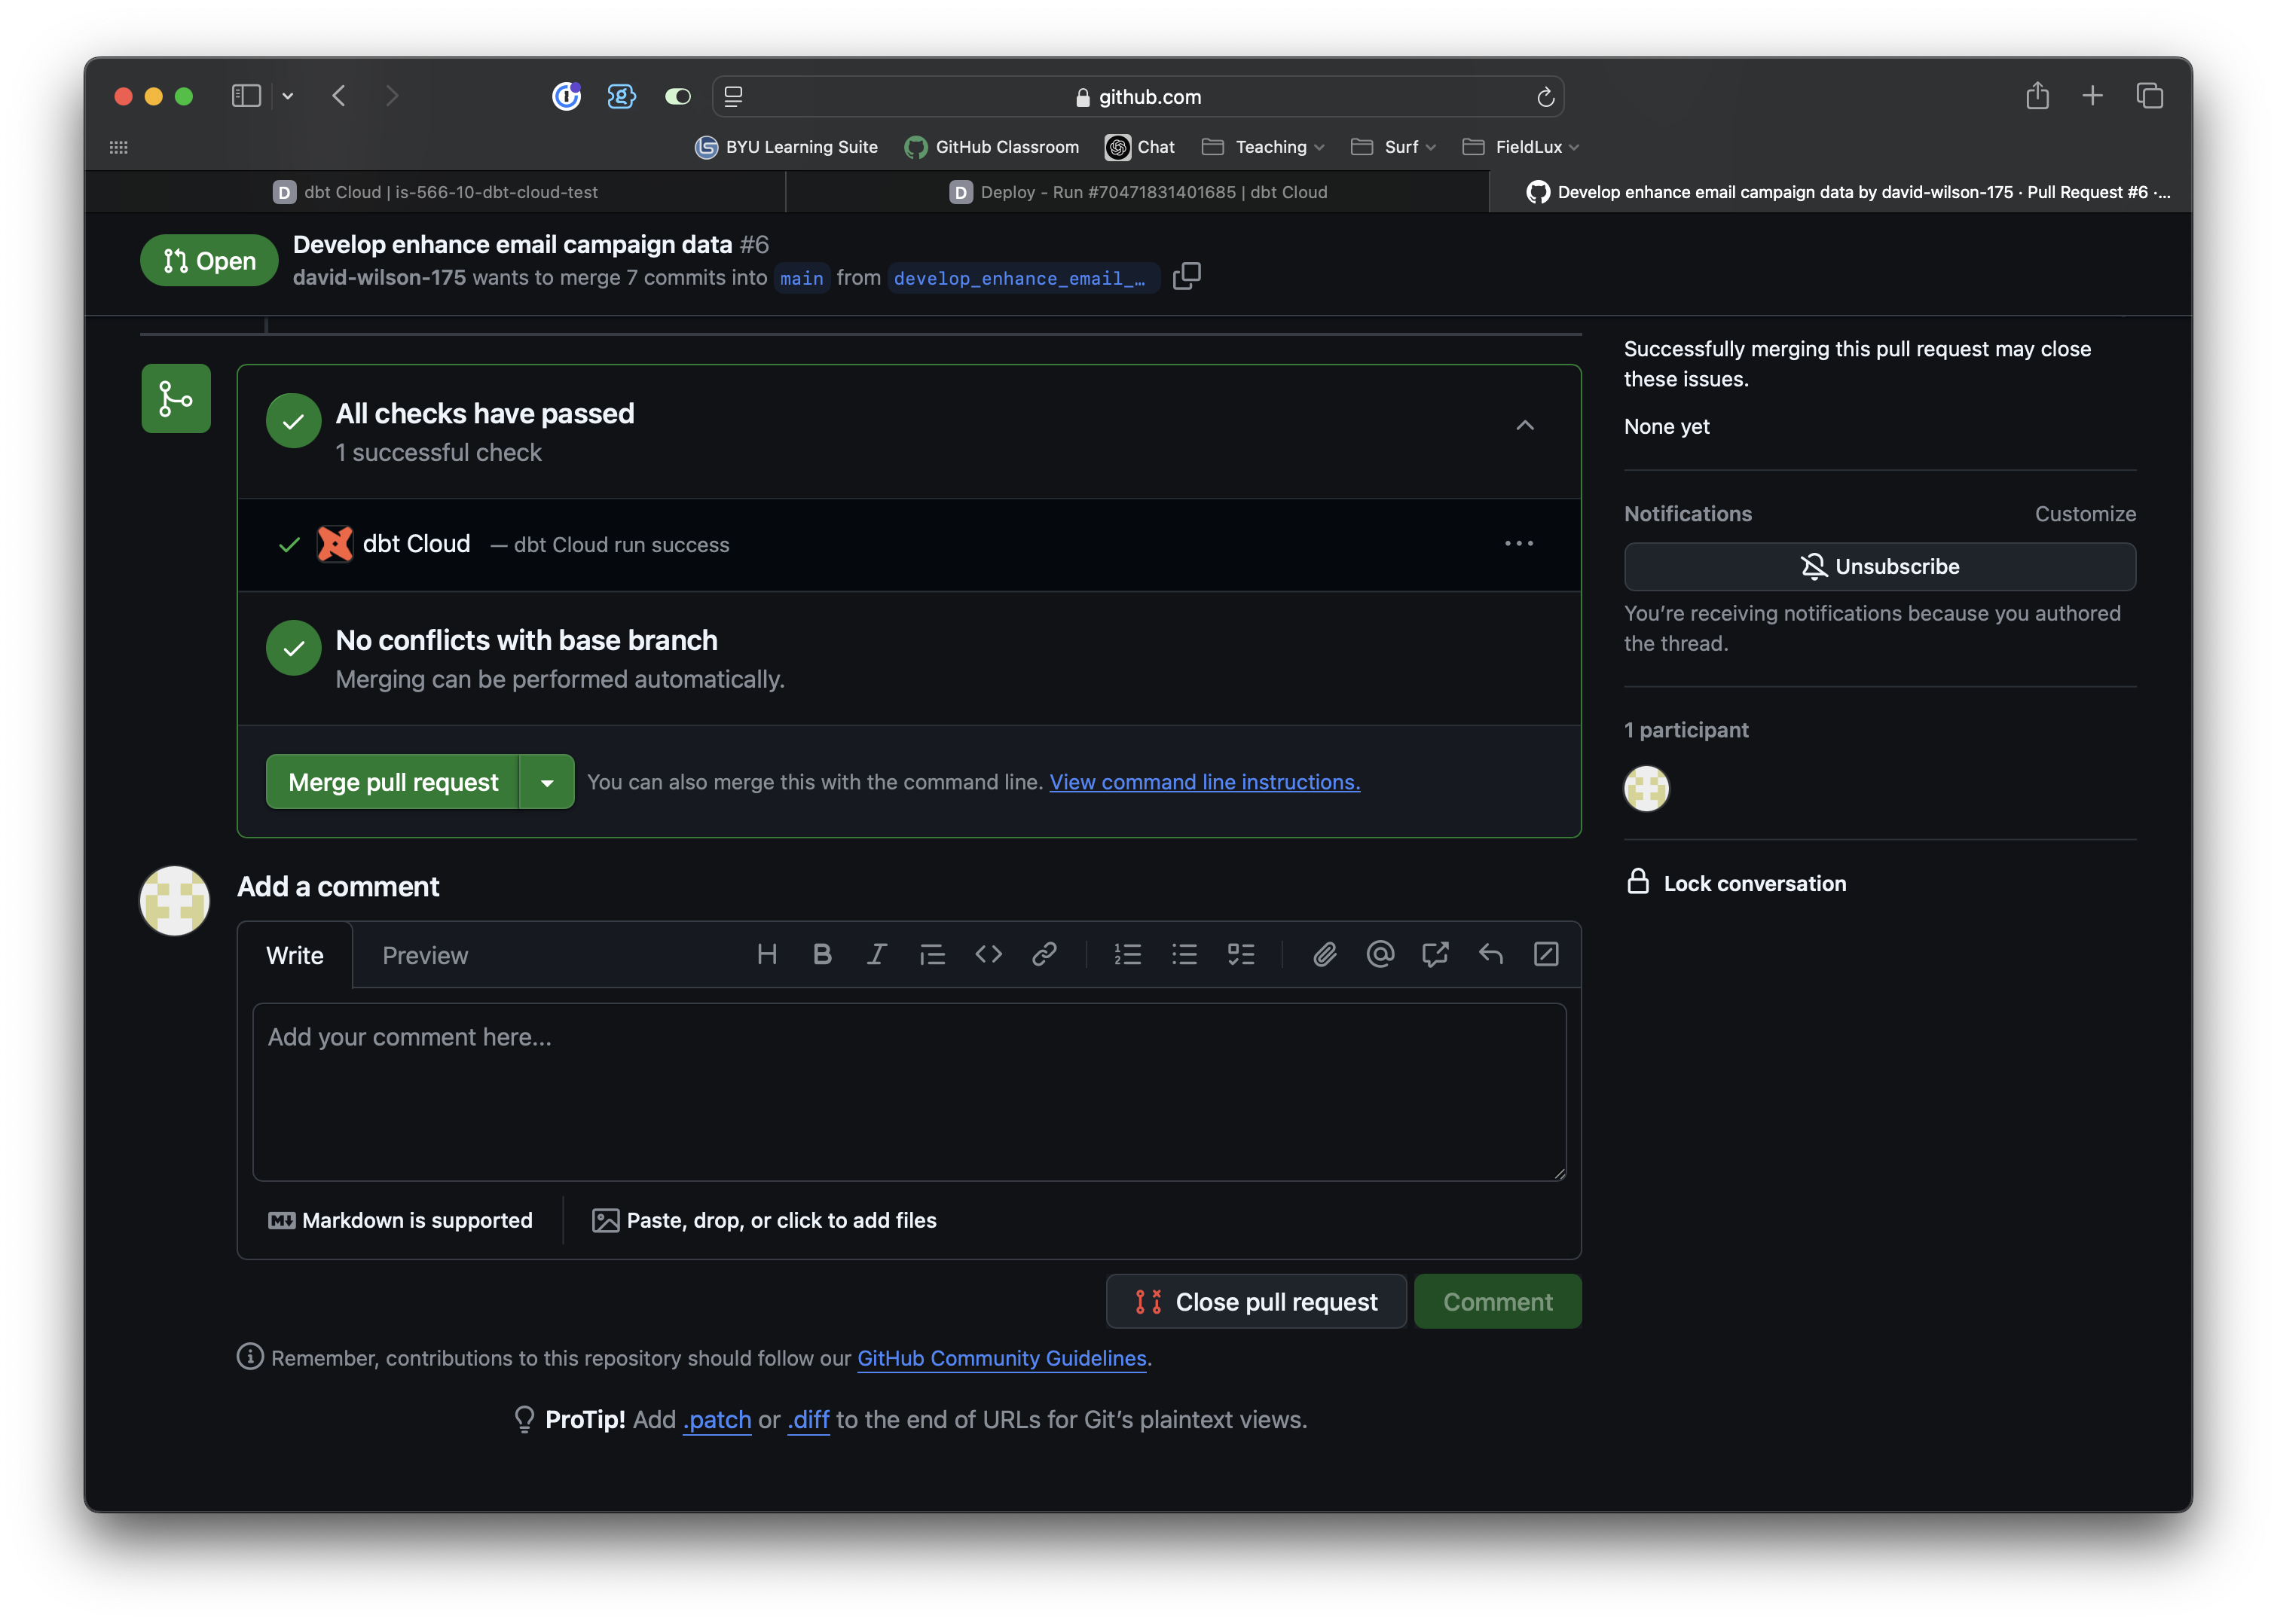 github.com
BYU Learning Suite
GitHub Classroom
Chat
Teaching
Surf
FieldLux
D dbt Cloud | is-566-10-dbt-cloud-test
D Deploy - Run #70471831401685 | dbt Cloud
Develop enhance email campaign data by david-wilson-175 · Pull Request #6 ·...
Open
Develop enhance email campaign data #6
david-wilson-175 wants to merge 7 commits into main from develop_enhance_email_…
All checks have passed
1 successful check
dbt Cloud — dbt Cloud run success
No conflicts with base branch
Merging can be performed automatically.
Merge pull request
You can also merge this with the command line. View command line instructions.
Add a comment
Write
Preview
Add your comment here...
Markdown is supported
Paste, drop, or click to add files
Close pull request
Comment
Remember, contributions to this repository should follow our GitHub Community Guidelines.
ProTip! Add .patch or .diff to the end of URLs for Git’s plaintext views.
Successfully merging this pull request may close
these issues.
None yet
Notifications
Customize
Unsubscribe
You’re receiving notifications because you authored
the thread.
1 participant
Lock conversation